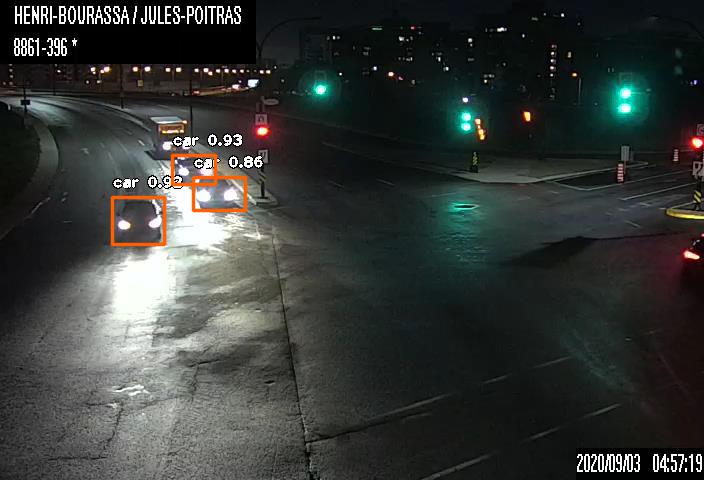 HENRI-BOURASSA / JULES-POITRAS
8861-396 *
car 0.93
car 0.86
car 0.92
2020/09/03 04:57:19